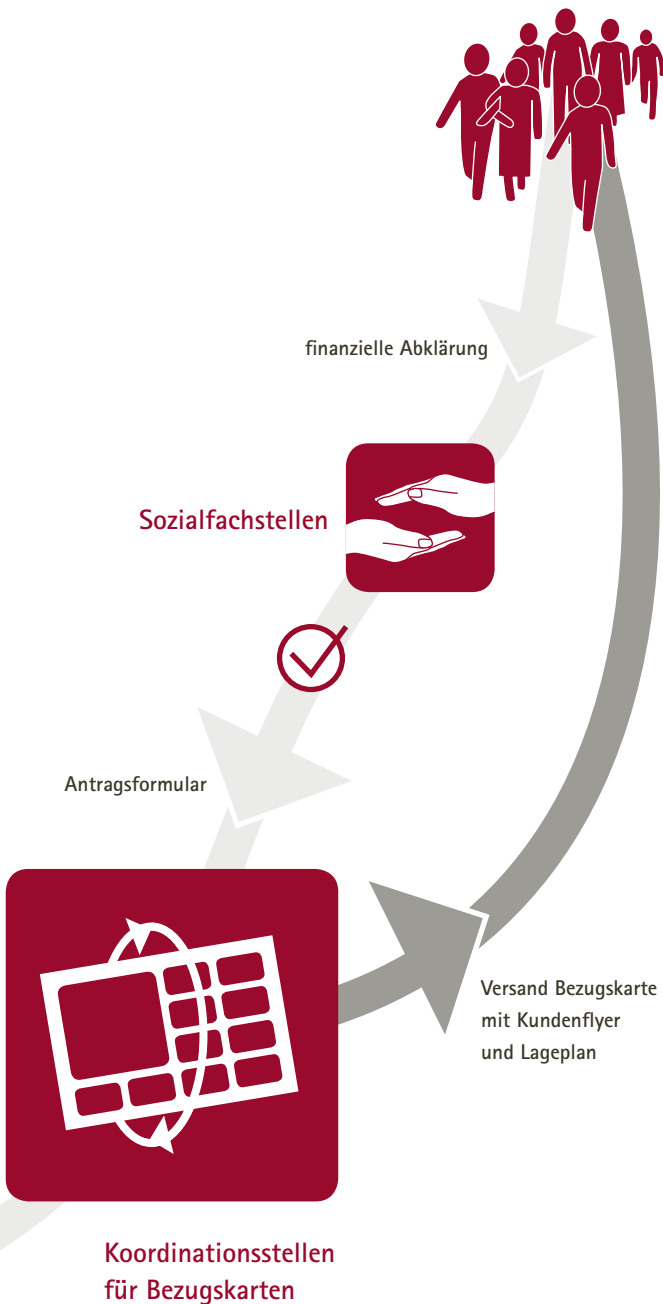 finanzielle Abklärung
Sozialfachstellen
Antragsformular
Versand Bezugskarte
mit Kundenflyer
und Lageplan
Koordinationsstellen
für Bezugskarten